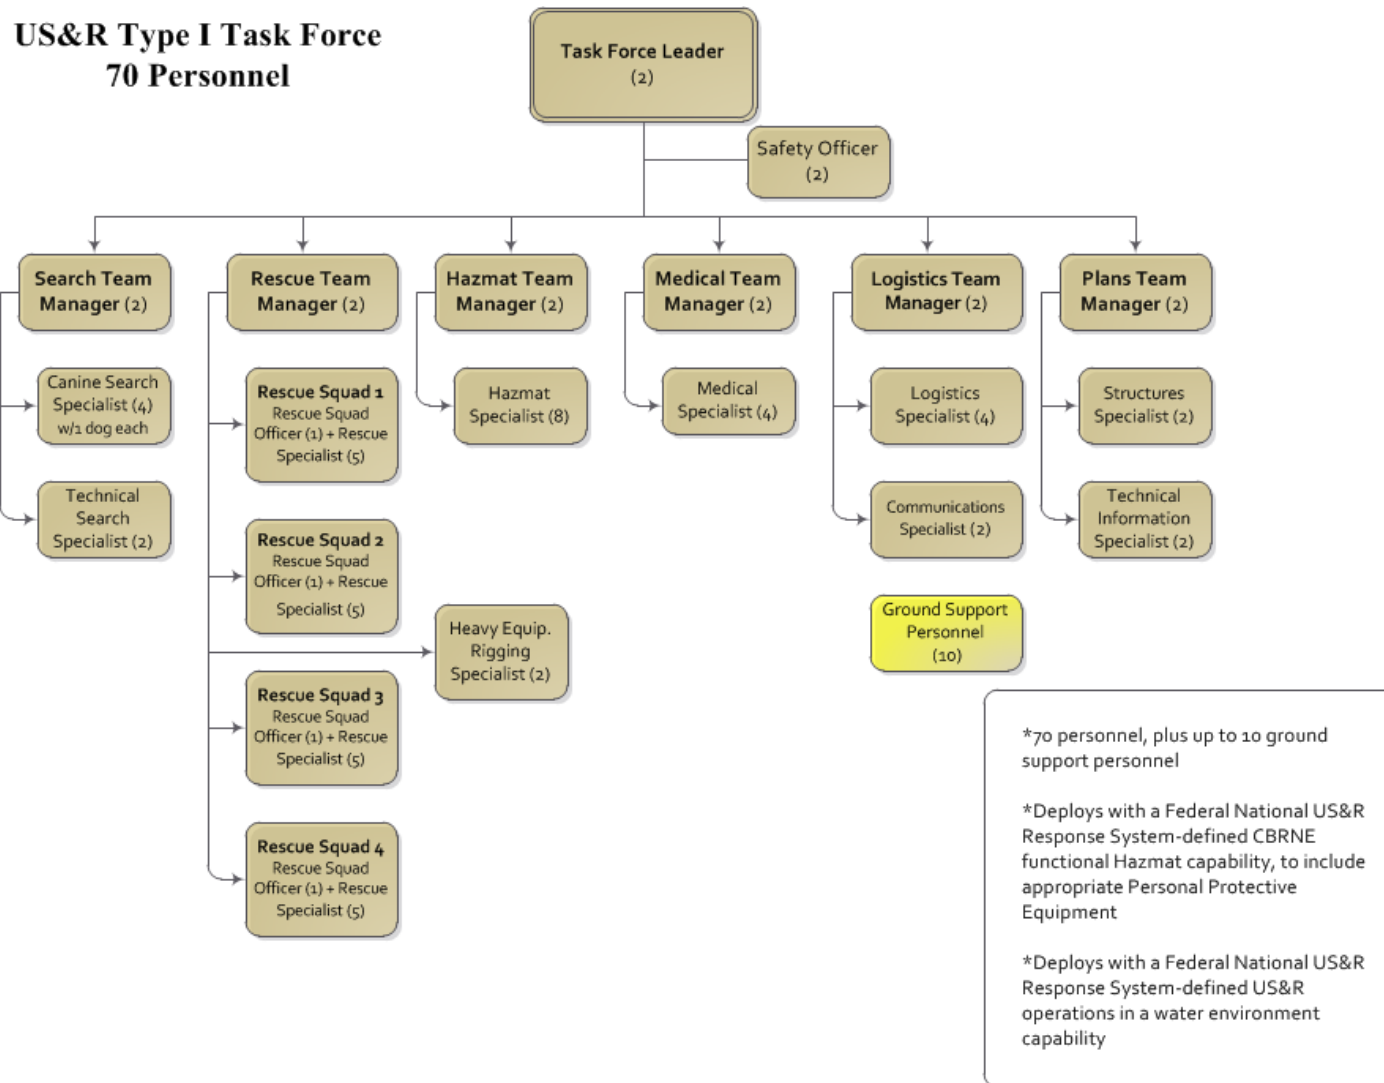 US&R Type I Task Force
70 Personnel
Task Force Leader
(2)
Safety Officer
(2)
Search Team
Manager (2)
Rescue Team
Manager (2)
Hazmat Team
Manager (2)
Medical Team
Manager (2)
Logistics Team
Manager (2)
Plans Team
Manager (2)
Canine Search
Specialist (4)
w/1 dog each
Technical
Search
Specialist (2)
Rescue Squad 1
Rescue Squad
Officer (1) + Rescue
Specialist (5)
Rescue Squad 2
Rescue Squad
Officer (1) + Rescue
Specialist (5)
Heavy Equip.
Rigging
Specialist (2)
Rescue Squad 3
Rescue Squad
Officer (1) + Rescue
Specialist (5)
Rescue Squad 4
Rescue Squad
Officer (1) + Rescue
Specialist (5)
Hazmat
Specialist (8)
Medical
Specialist (4)
Logistics
Specialist (4)
Communications
Specialist (2)
Ground Support
Personnel
(10)
Structures
Specialist (2)
Technical
Information
Specialist (2)
*70 personnel, plus up to 10 ground
support personnel
*Deploys with a Federal National US&R
Response System-defined CBRNE
functional Hazmat capability, to include
appropriate Personal Protective
Equipment
*Deploys with a Federal National US&R
Response System-defined US&R
operations in a water environment
capability